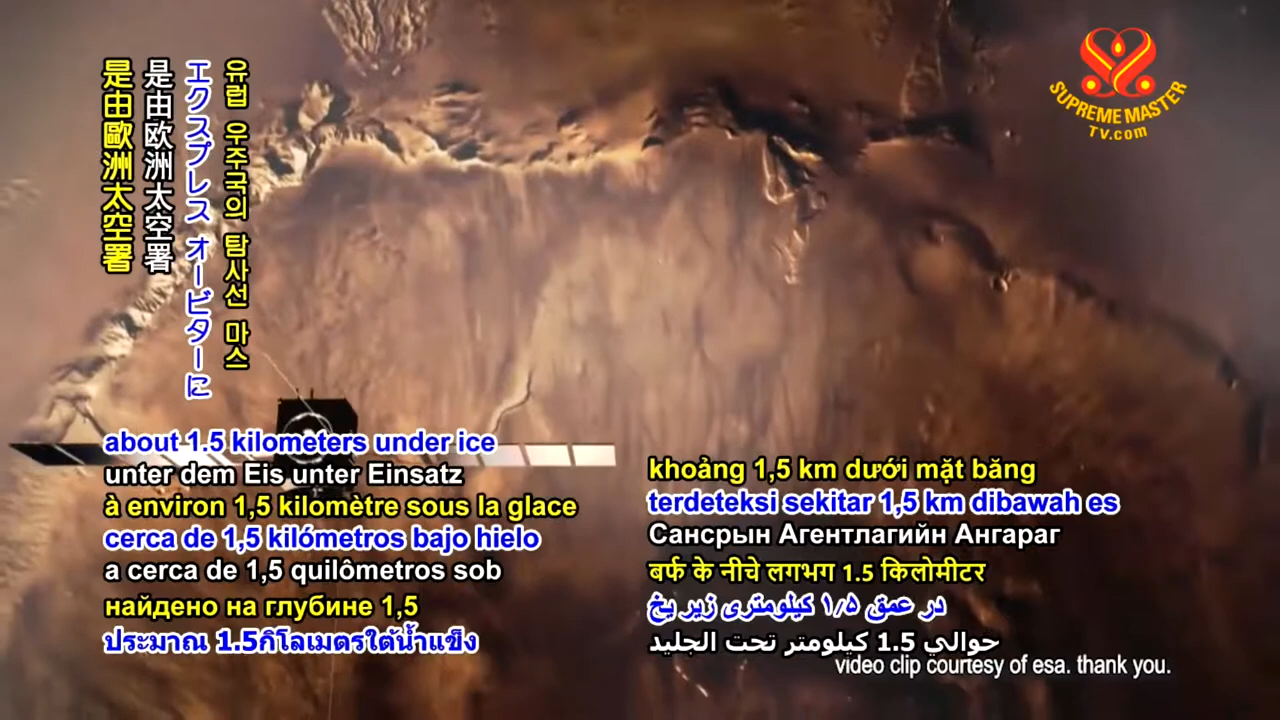 是由歐洲太空署
是由欧洲太空署
エクスプレス オービターに
유럽 우주국의 탐사선 마스
SUPREME MASTER
TV.com
about 1.5 kilometers under ice
unter dem Eis unter Einsatz
à environ 1,5 kilomètre sous la glace
cerca de 1,5 kilómetros bajo hielo
a cerca de 1,5 quilômetros sob
найдено на глубине 1,5
ประมาณ 1.5กิโลเมตรใต้น้ำแข็ง
khoảng 1,5 km dưới mặt băng
terdeteksi sekitar 1,5 km dibawah es
Сансрын Агентлагийн Ангараг
बर्फ के नीचे लगभग 1.5 किलोमीटर
در عمق ۱/۵ کیلومتری زیر یخ
حوالي 1.5 كيلومتر تحت الجليد
video clip courtesy of esa. thank you.